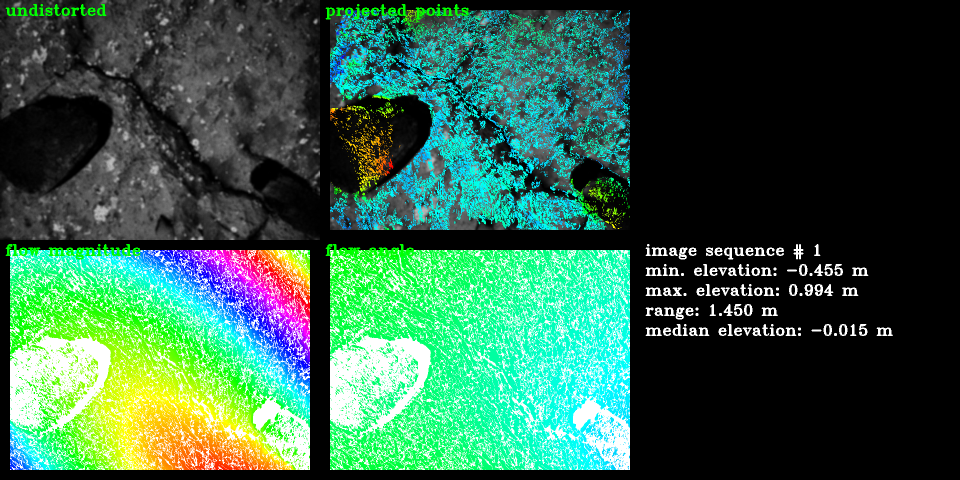 undistorted
projected points
flow magnitude
flow angle
image sequence # 1
min. elevation: −0.455 m
max. elevation: 0.994 m
range: 1.450 m
median elevation: −0.015 m